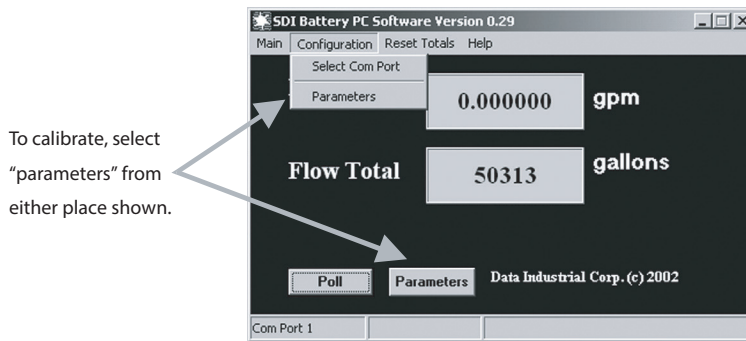 SDI Battery PC Software Version 0.29
Main Configuration Reset Totals Help
Select Com Port
Parameters
0.000000 gpm
To calibrate, select
“parameters” from
either place shown.
Flow Total 50313 gallons
Poll Parameters Data Industrial Corp. (c) 2002
Com Port 1